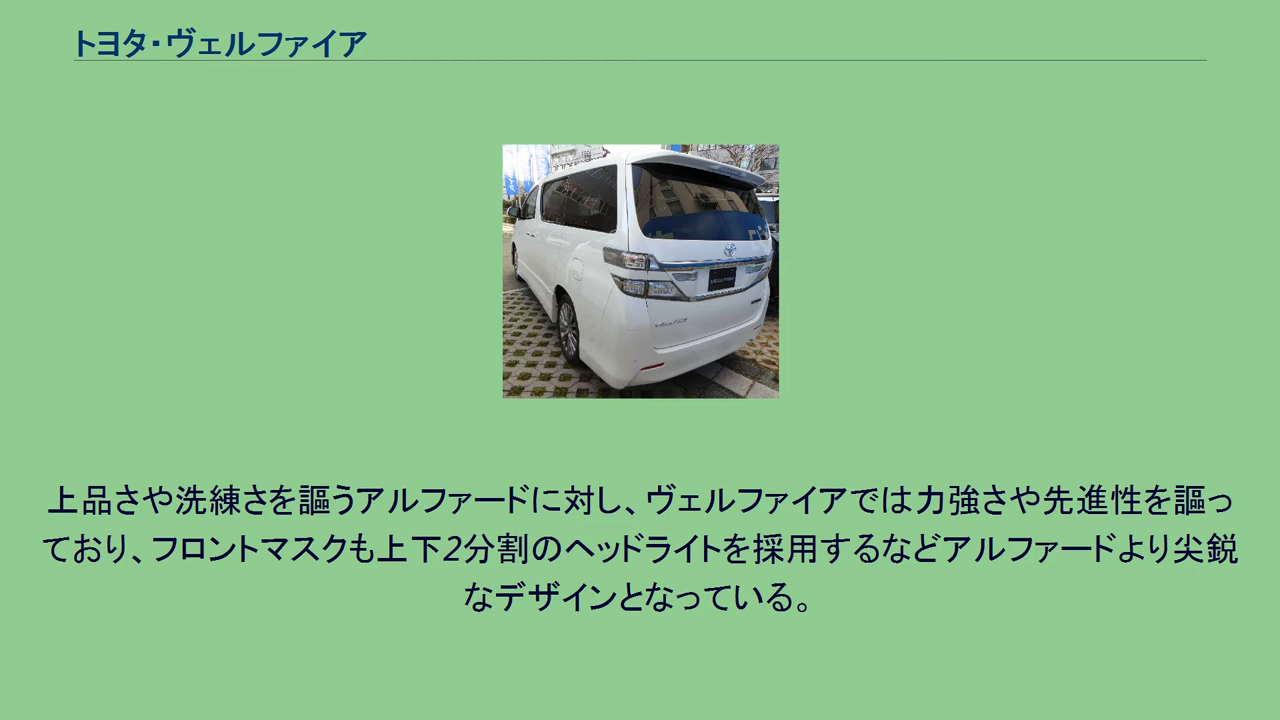 トヨタ・ヴェルファイア
上品さや洗練さを謳うアルファードに対し、ヴェルファイアでは力強さや先進性を謳っ
ており、フロントマスクも上下2分割のヘッドライトを採用するなどアルファードより尖鋭
なデザインとなっている。